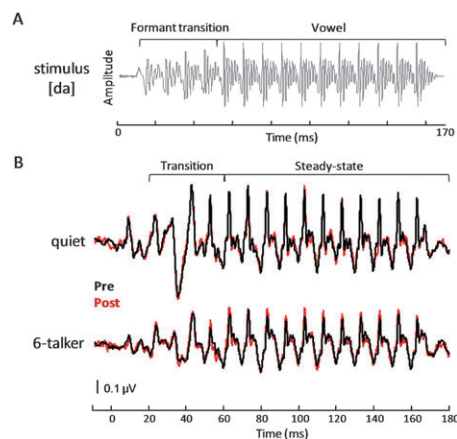 A
Formant transition Vowel
stimulus
[da]
Amplitude
0 170
Time (ms)
B
Transition Steady-state
quiet
Pre
Post
6-talker
0.1 µV
0 20 40 60 80 100 120 140 160 180
Time (ms)